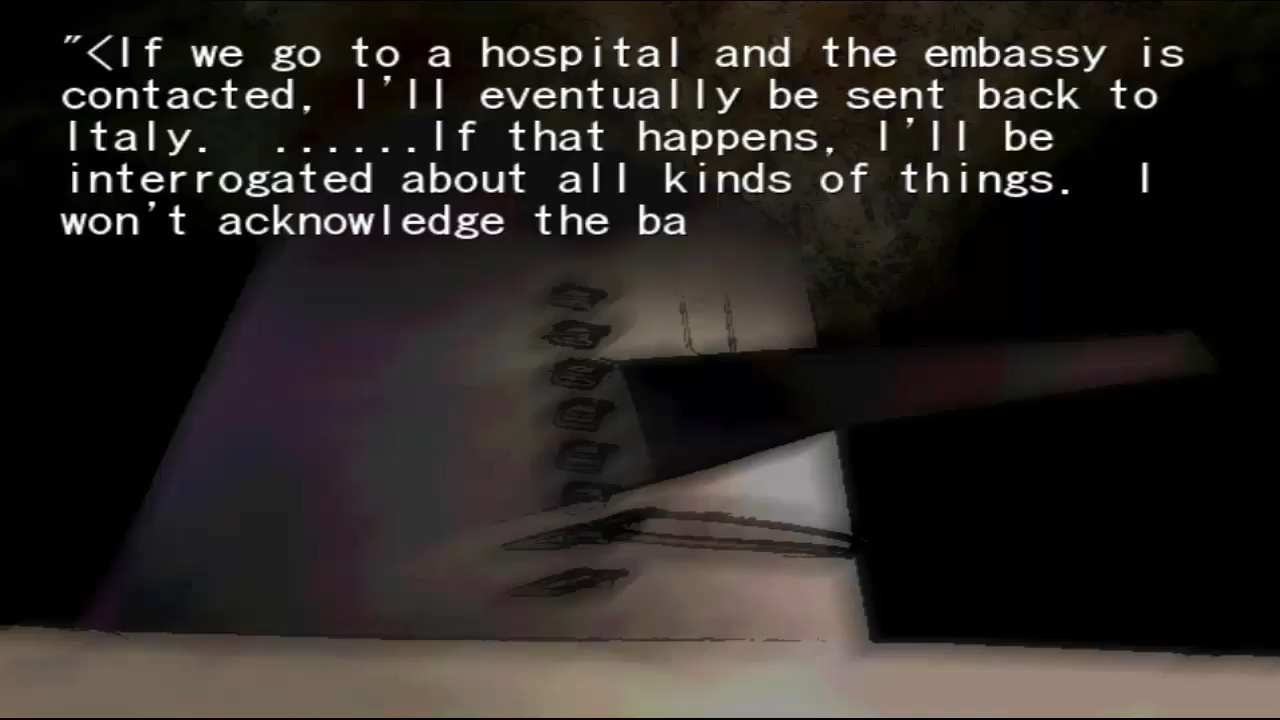 "<If we go to a hospital and the embassy is
contacted, I'll eventually be sent back to
Italy.  ......If that happens, I'll be
interrogated about all kinds of things.  I
won't acknowledge the ba